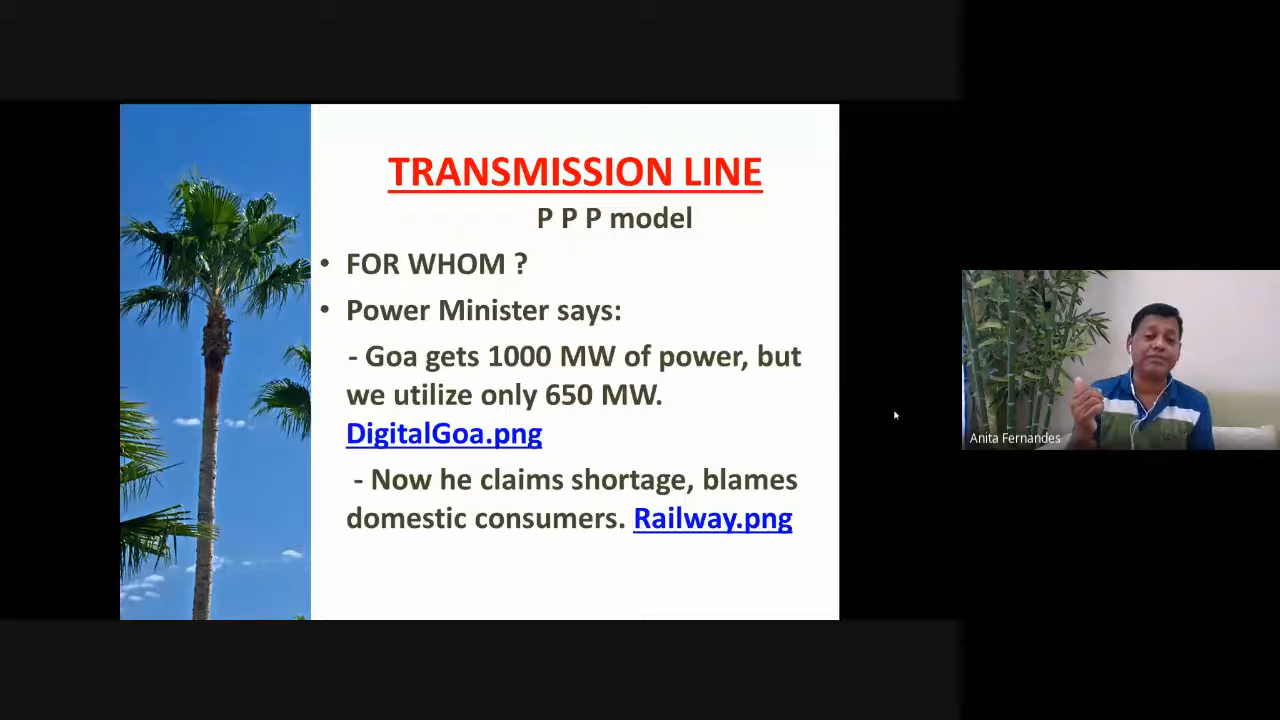 TRANSMISSION LINE
P P P model
• FOR WHOM ?
• Power Minister says:
- Goa gets 1000 MW of power, but
we utilize only 650 MW.
DigitalGoa.png
- Now he claims shortage, blames
domestic consumers. Railway.png
Anita Fernandes